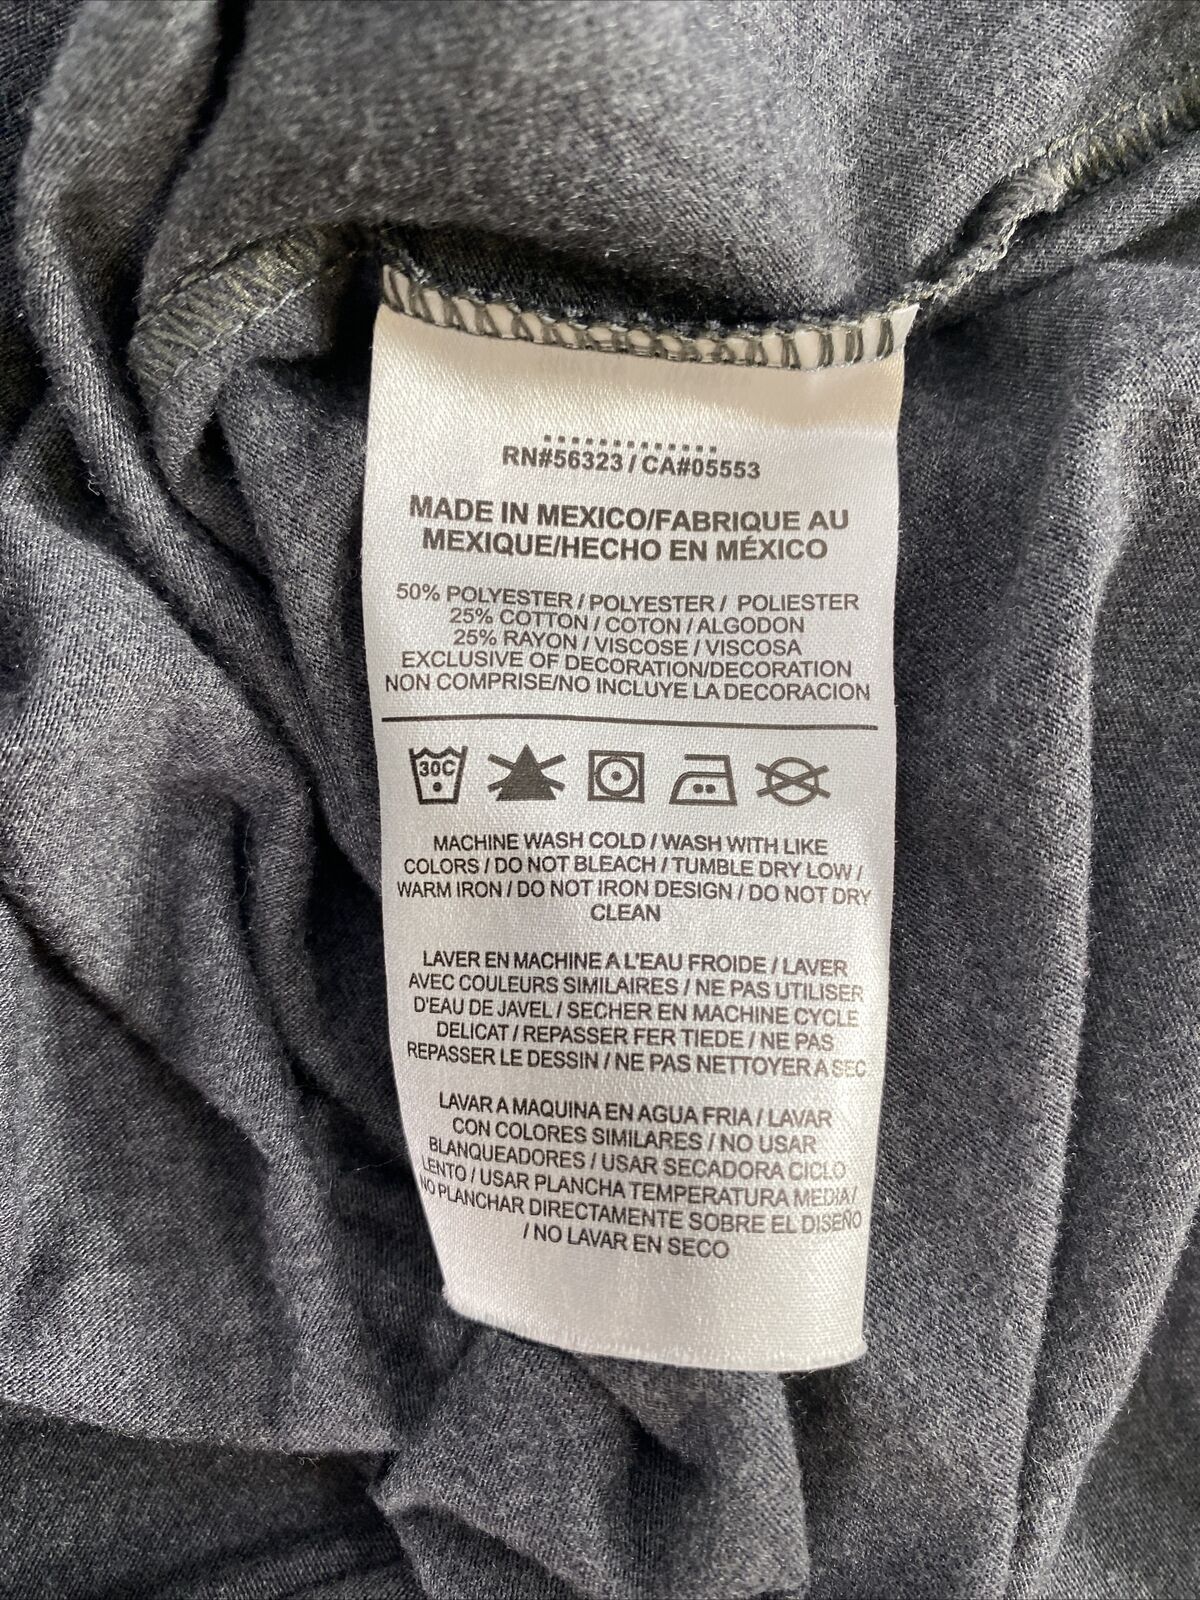 RN#56323 / CA#05553
MADE IN MEXICO/FABRIQUE AU
MEXIQUE/HECHO EN MÉXICO
50% POLYESTER / POLYESTER / POLIESTER
25% COTTON / COTON / ALGODON
25% RAYON / VISCOSE / VISCOSA
EXCLUSIVE OF DECORATION/DECORATION
NON COMPRISE/NO INCLUYE LA DECORACION
30C
MACHINE WASH COLD / WASH WITH LIKE
COLORS / DO NOT BLEACH / TUMBLE DRY LOW /
WARM IRON / DO NOT IRON DESIGN / DO NOT DRY
CLEAN
LAVER EN MACHINE A L'EAU FROIDE / LAVER
AVEC COULEURS SIMILAIRES / NE PAS UTILISER
D'EAU DE JAVEL / SECHER EN MACHINE CYCLE
DELICAT / REPASSER FER TIEDE / NE PAS
REPASSER LE DESSIN / NE PAS NETTOYER A SEC
LAVAR A MAQUINA EN AGUA FRIA / LAVAR
CON COLORES SIMILARES / NO USAR
BLANQUEADORES / USAR SECADORA CICLO
LENTO / USAR PLANCHA TEMPERATURA MEDIA /
NO PLANCHAR DIRECTAMENTE SOBRE EL DISEÑO
/ NO LAVAR EN SECO